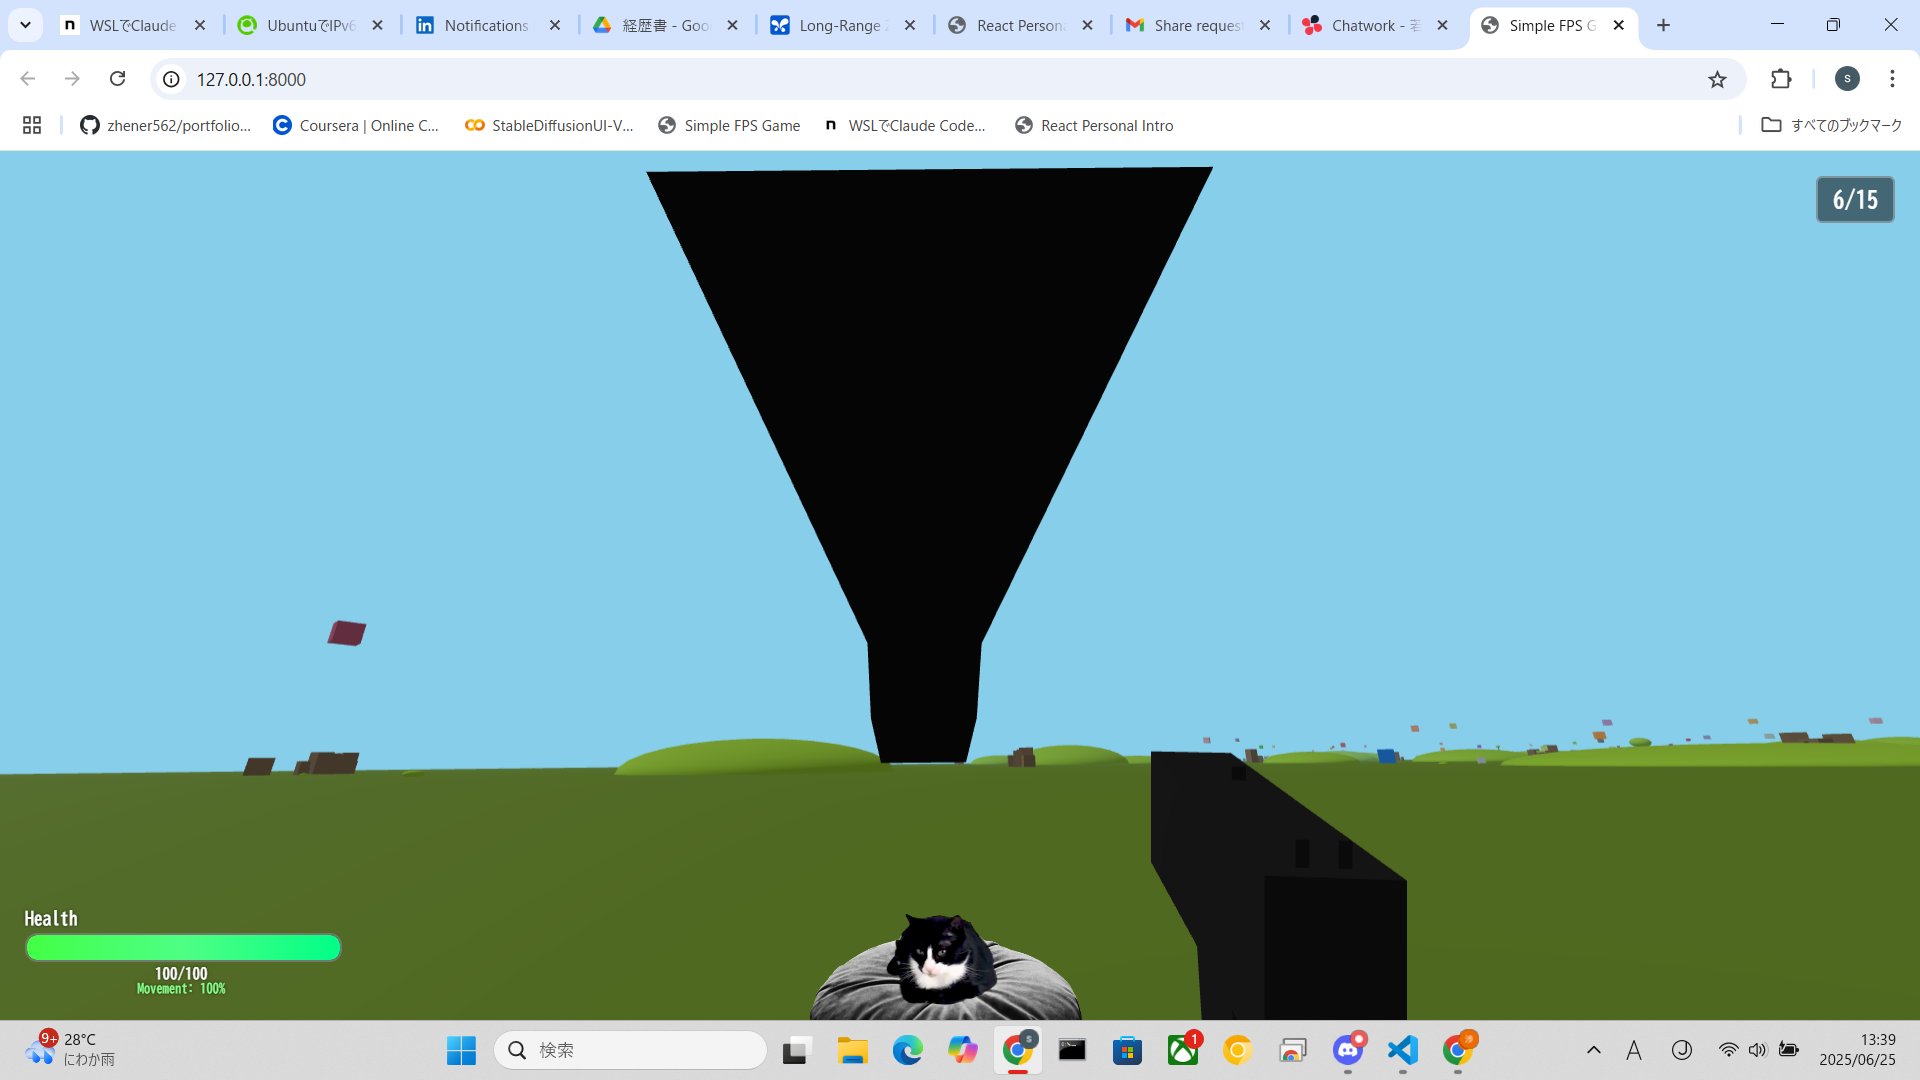 WSLでClaude
UbuntuでIPv6
Notifications
経歴書 - Goo
Long-Range
React Persona
Share reques
Chatwork - 若
Simple FPS G
127.0.0.1:8000
S
zhener562/portfolio...
Coursera | Online C...
StableDiffusionUI-V...
Simple FPS Game
WSLでClaude Code...
React Personal Intro
すべてのブックマーク
6/15
Health
100/100
Movement: 100%
9+
28°C
にわか雨
検索
1
A
J
13:39
2025/06/25